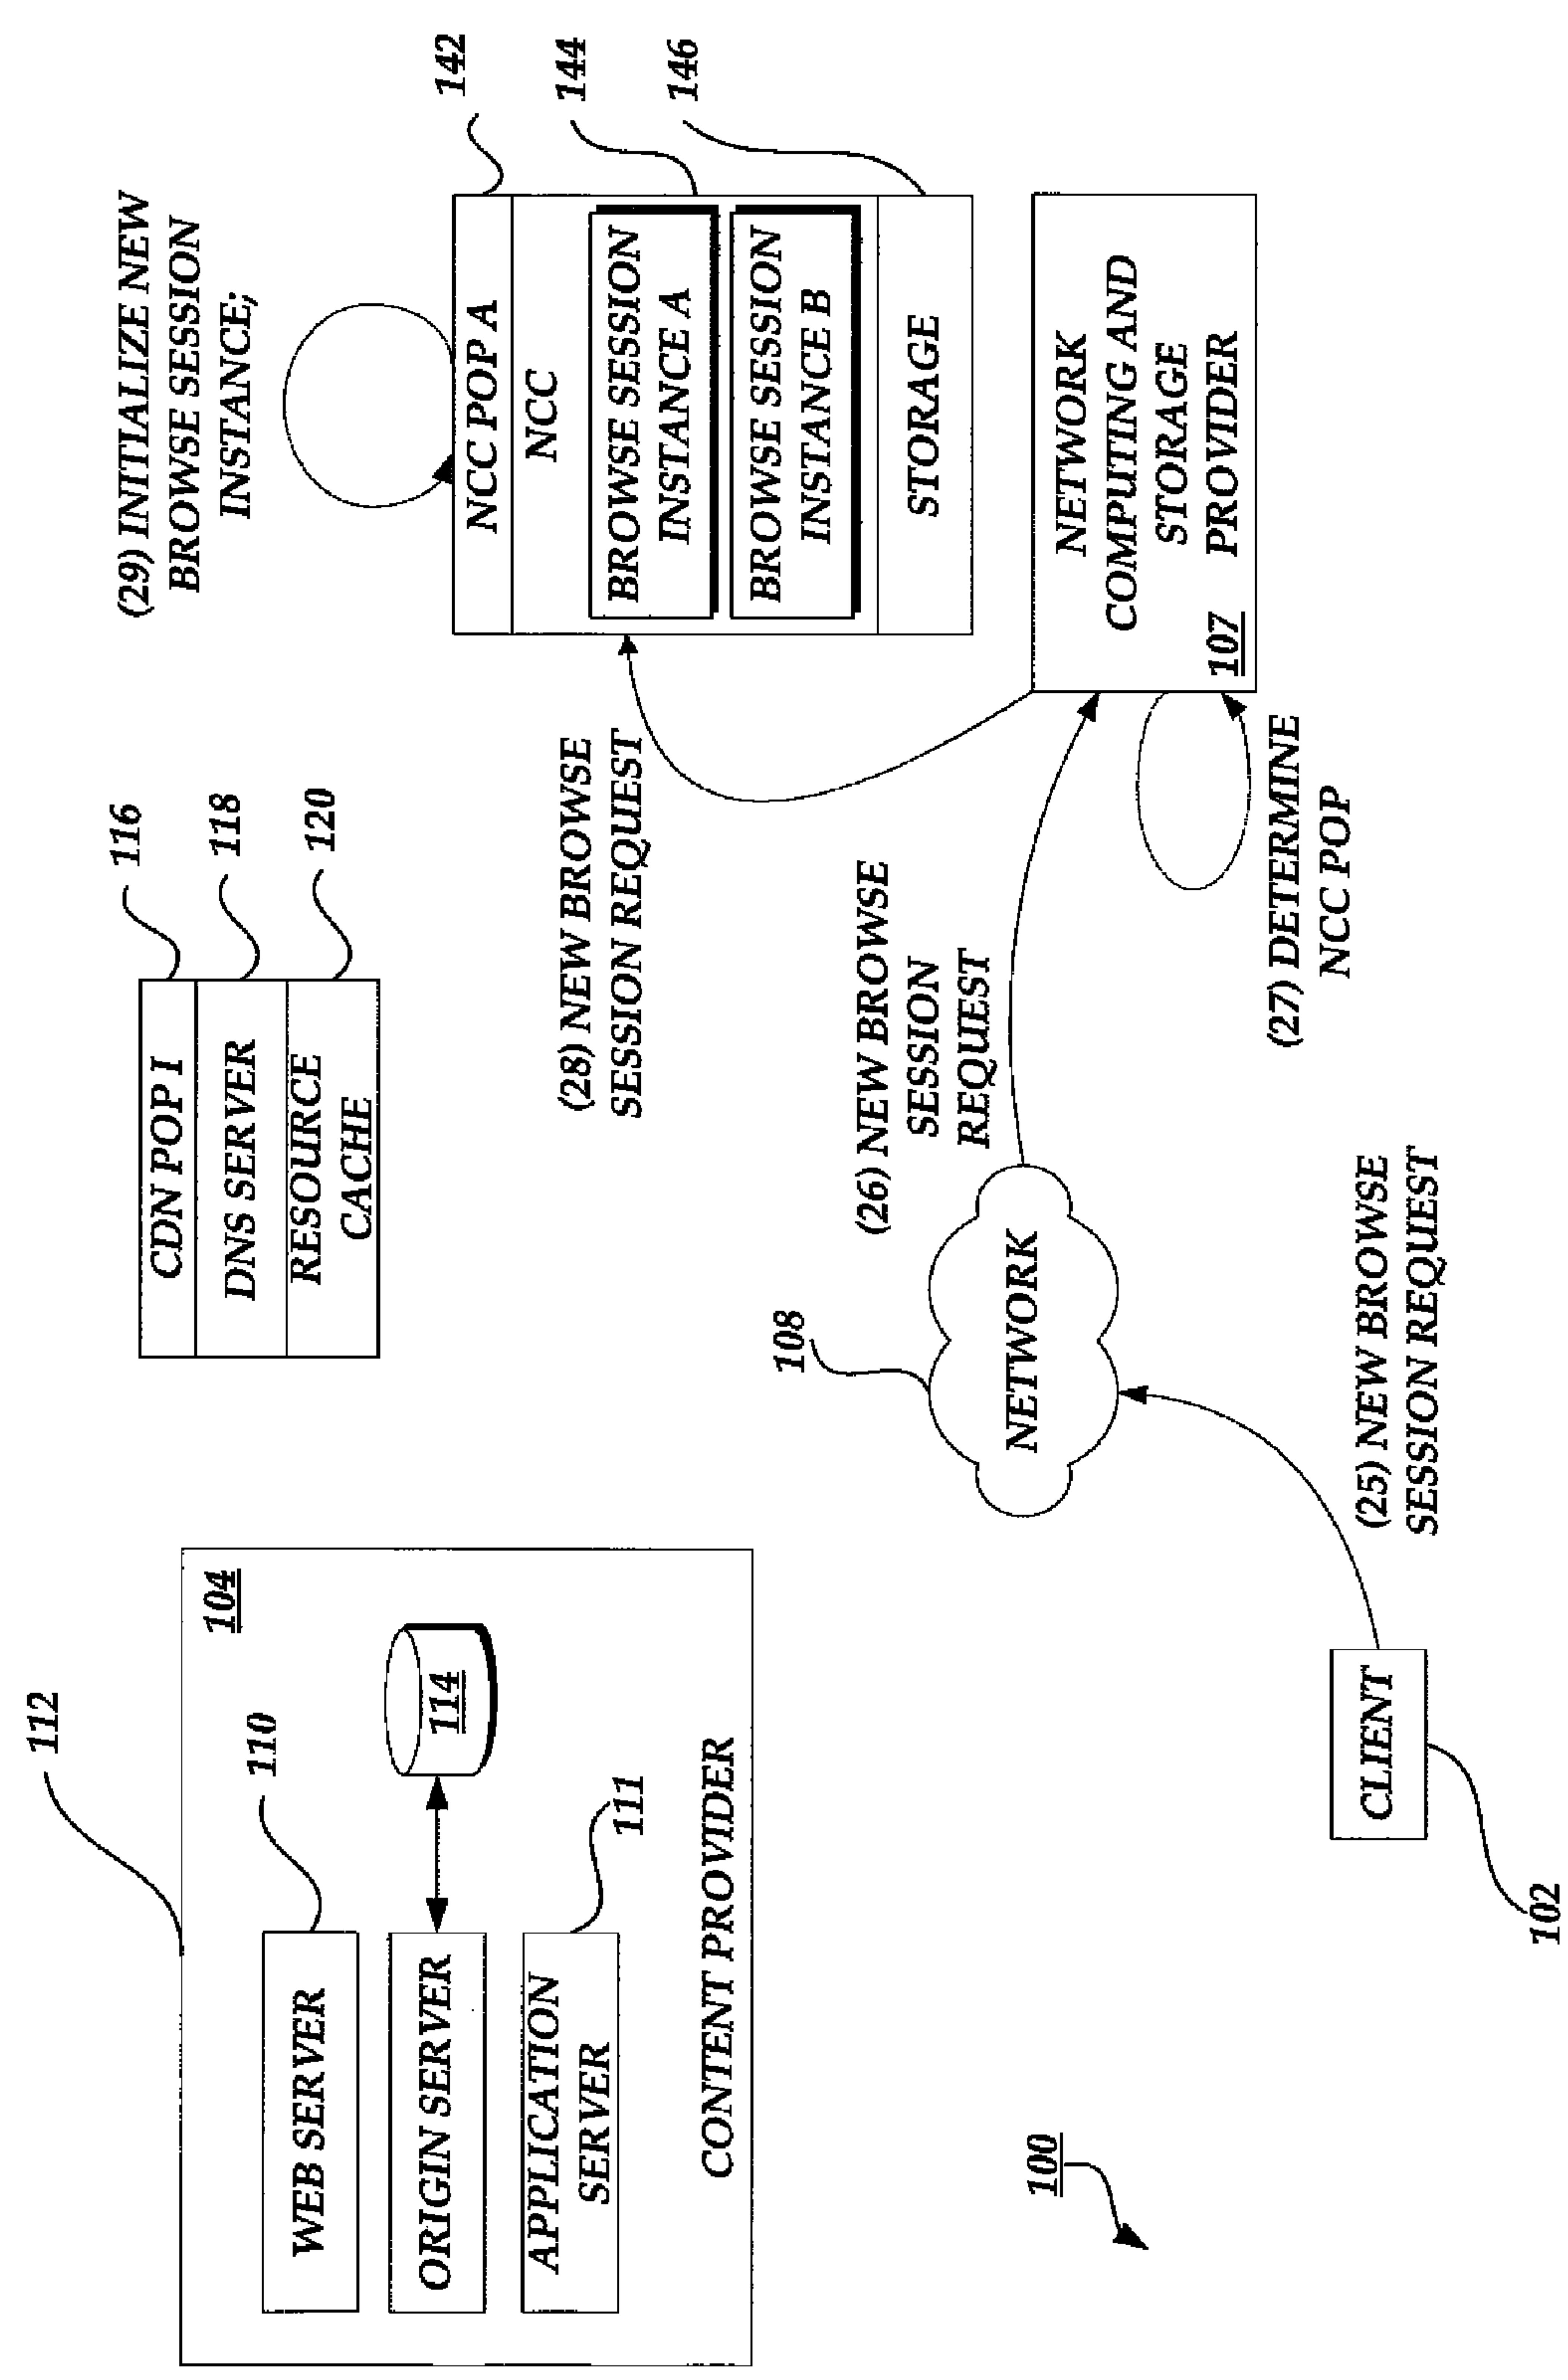 112
104
110
WEB SERVER
114
ORIGIN SERVER
111
APPLICATION
SERVER
CONTENT PROVIDER
116
CDN POP I
118
DNS SERVER
120
RESOURCE
CACHE
(29) INITIALIZE NEW
BROWSE SESSION
INSTANCE;
142
NCC POP A
NCC
144
BROWSE SESSION
INSTANCE A
146
BROWSE SESSION
INSTANCE B
STORAGE
(28) NEW BROWSE
SESSION REQUEST
108
NETWORK
(26) NEW BROWSE
SESSION
REQUEST
NETWORK
COMPUTING AND
STORAGE
PROVIDER
107
(27) DETERMINE
NCC POP
(25) NEW BROWSE
SESSION REQUEST
CLIENT
102
100